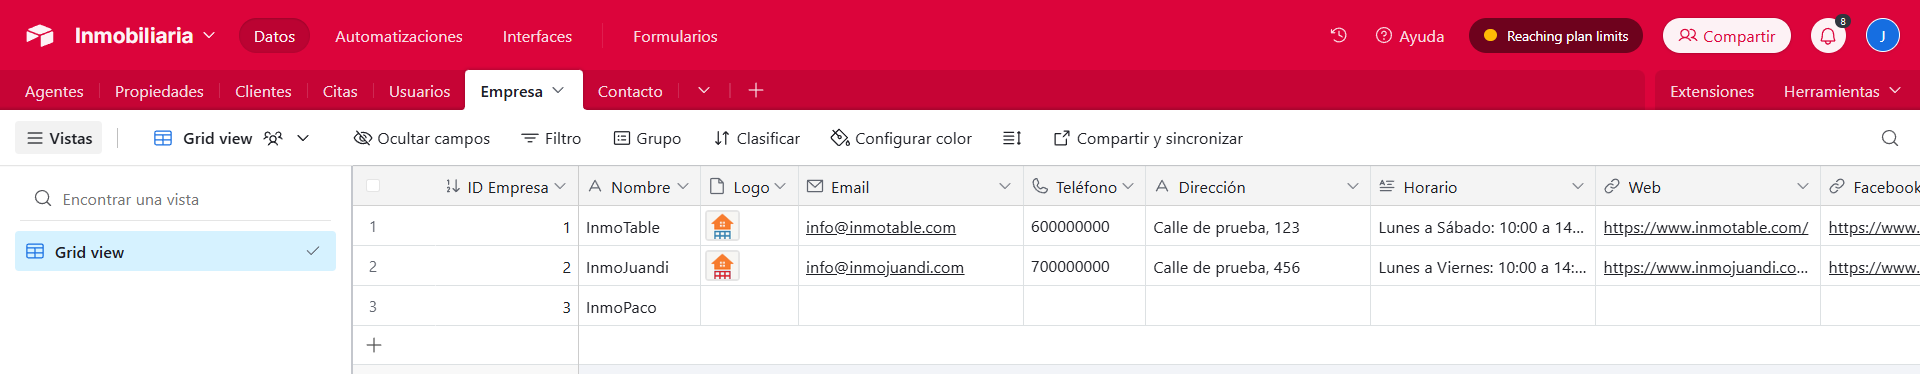 Inmobiliaria Datos Automatizaciones Interfaces Formularios Ayuda Reaching plan limits Compartir 8 J
Agentes Propiedades Clientes Citas Usuarios Empresa Contacto Extensiones Herramientas
Vistas Grid view Ocultar campos Filtro Grupo Clasificar Configurar color Compartir y sincronizar
Encontrar una vista
Grid view
ID Empresa Nombre Logo Email Teléfono Dirección Horario Web Facebook
1 1 InmoTable info@inmotable.com 600000000 Calle de prueba, 123 Lunes a Sábado: 10:00 a 14... https://www.inmotable.com/ https://www.
2 2 InmoJuandi info@inmojuandi.com 700000000 Calle de prueba, 456 Lunes a Viernes: 10:00 a 14:... https://www.inmojuandi.co... https://www.
3 3 InmoPaco